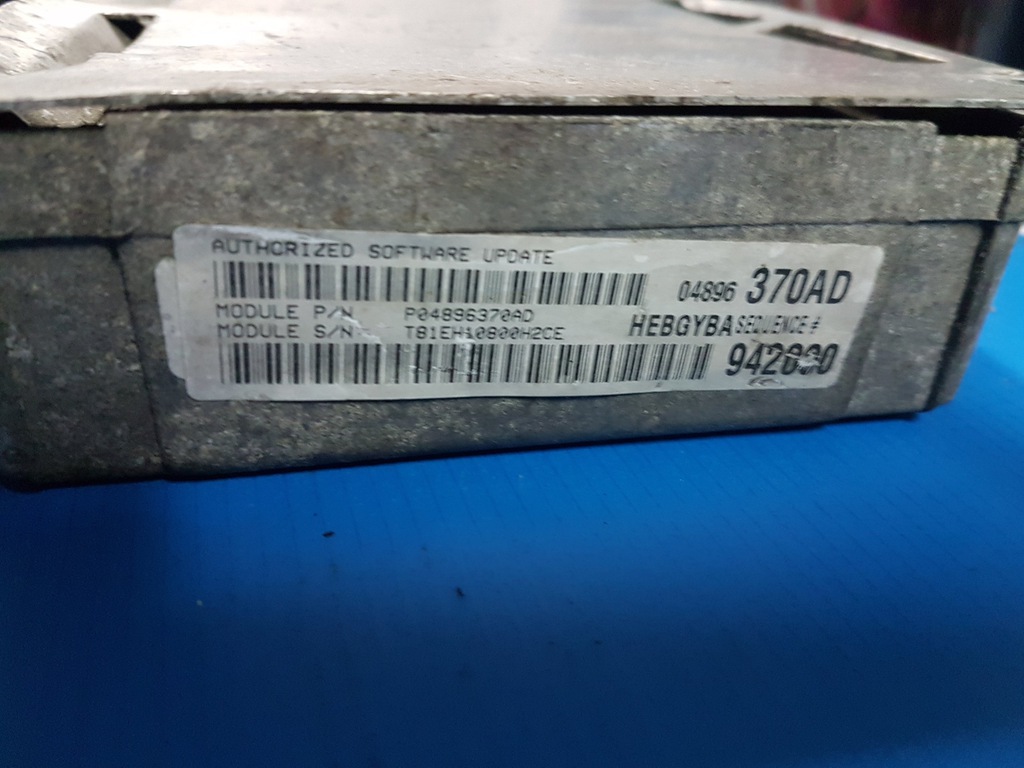 AUTHORIZED SOFTWARE UPDATE
04896 370AD
MODULE P/N P04896370AD
MODULE S/N T81EH10800H2CE
HEBGYBA SEQUENCE #